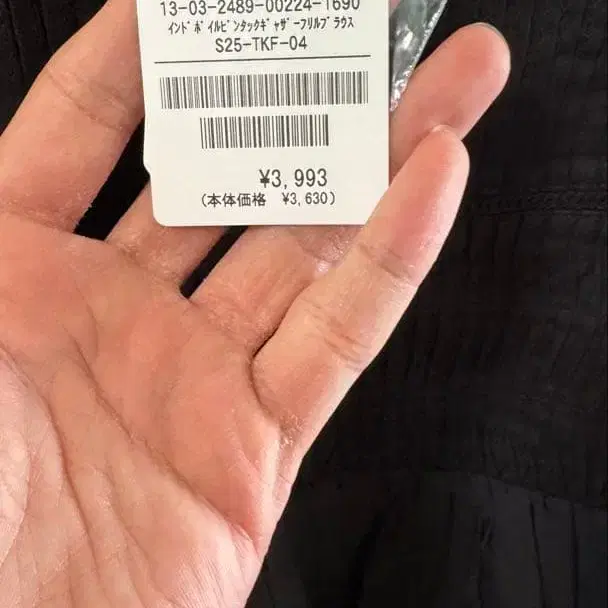 13-03-2489-00224-1690
インドボイルピンタックギャザーフリルブラウス
S25-TKF-04
¥3,993
(本体価格 ¥3,630)